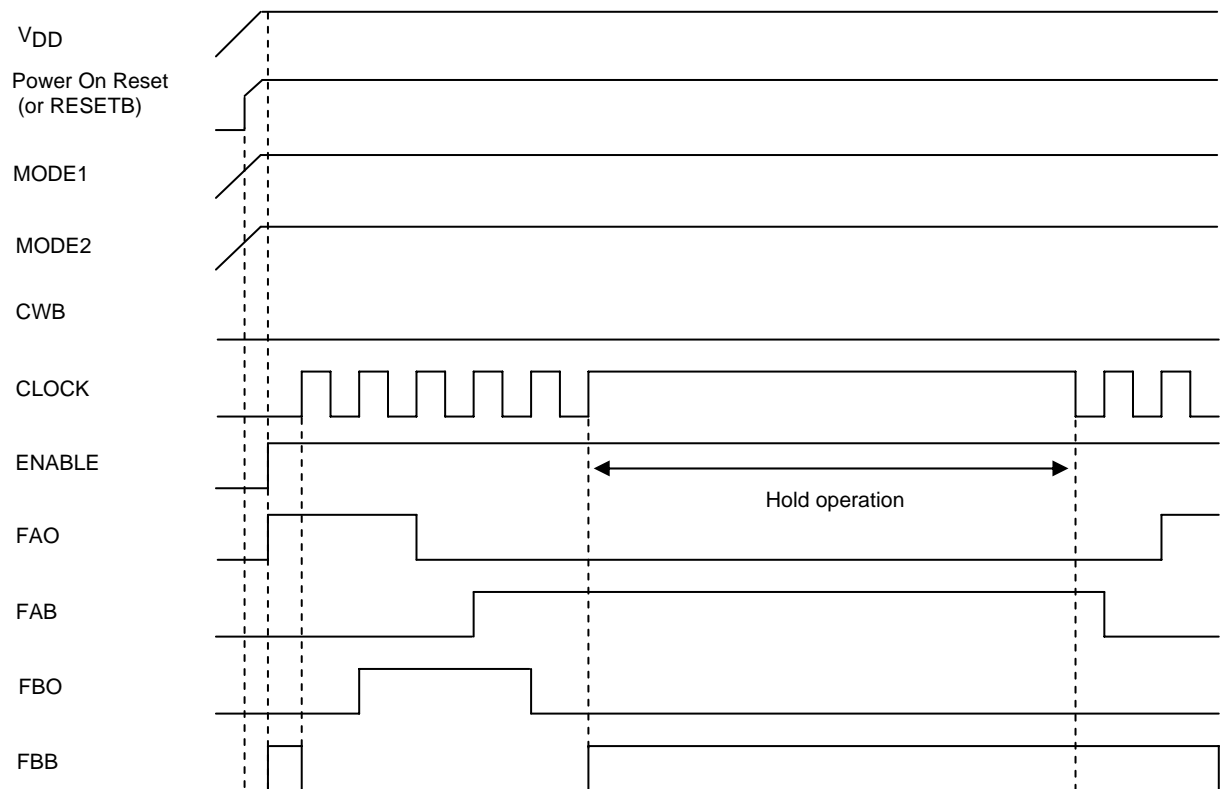 VDD
Power On Reset
(or RESETB)
MODE1
MODE2
CWB
CLOCK
ENABLE
Hold operation
FAO
FAB
FBO
FBB